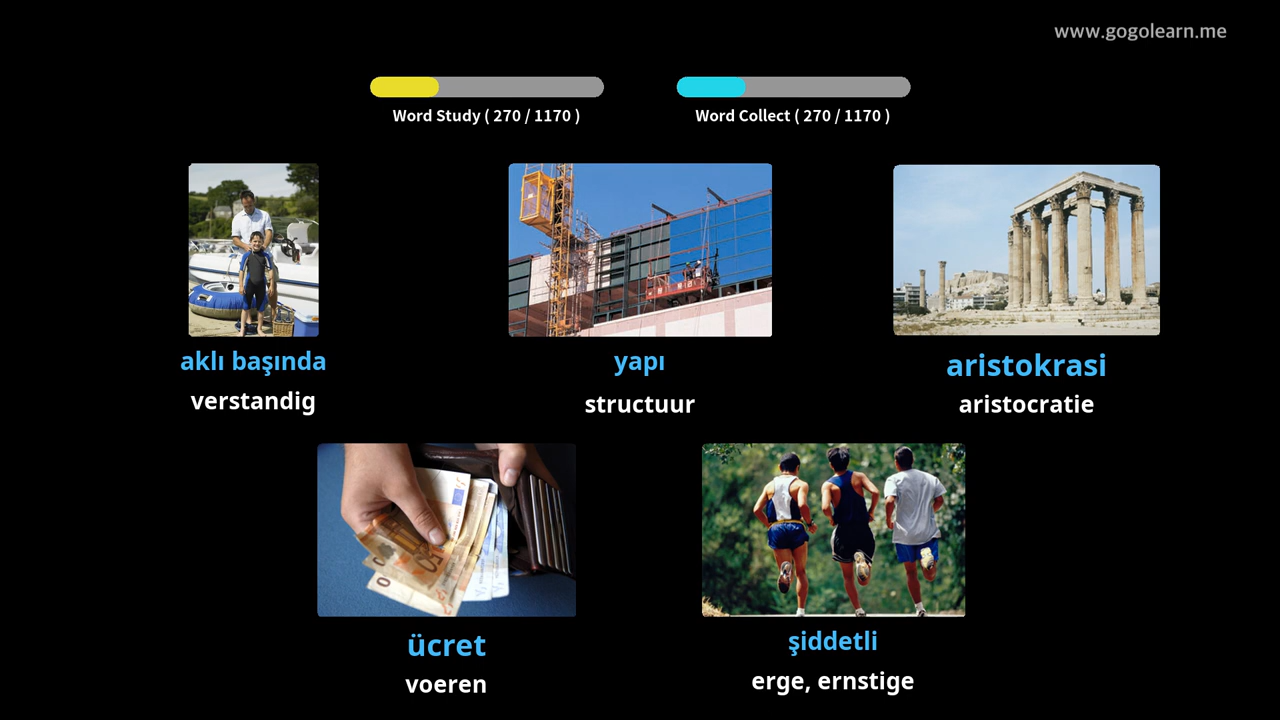 www.gogolearn.me
Word Study ( 270 / 1170 )
Word Collect ( 270 / 1170 )
aklı başında
verstandig
yapı
structuur
aristokrasi
aristocratie
50
ücret
voeren
şiddetli
erge, ernstige